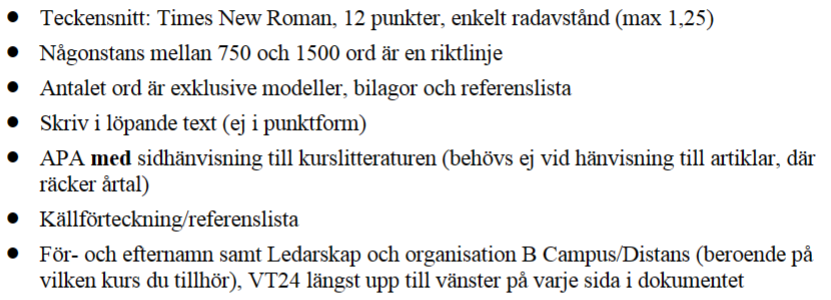 ● Teckensnitt: Times New Roman, 12 punkter, enkelt radavstånd (max 1,25)
● Någonstans mellan 750 och 1500 ord är en riktlinje
● Antalet ord är exklusive modeller, bilagor och referenslista
● Skriv i löpande text (ej i punktform)
● APA med sidhänvisning till kurslitteraturen (behövs ej vid hänvisning till artiklar, där
räcker årtal)
● Källförteckning/referenslista
● För- och efternamn samt Ledarskap och organisation B Campus/Distans (beroende på
vilken kurs du tillhör), VT24 längst upp till vänster på varje sida i dokumentet